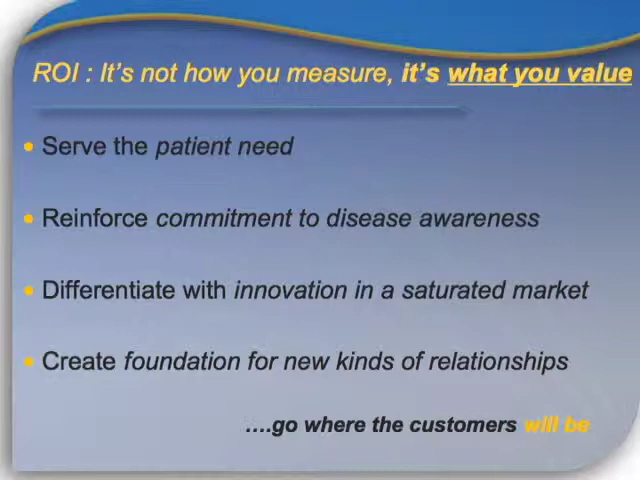 ROI : It's not how you measure, it's what you value
• Serve the patient need
• Reinforce commitment to disease awareness
• Differentiate with innovation in a saturated market
• Create foundation for new kinds of relationships
....go where the customers will be